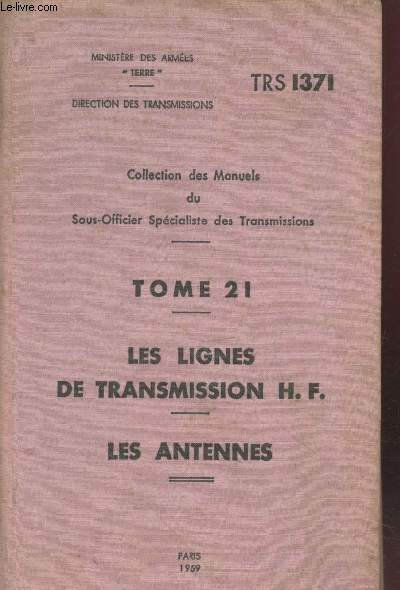 Le-livre.com
MINISTÈRE DES ARMÉES
" TERRE "
TRS 1371
DIRECTION DES TRANSMISSIONS
Collection des Manuels
du
Sous-Officier Spécialiste des Transmissions
TOME 21
LES LIGNES
DE TRANSMISSION H. F.
LES ANTENNES
PARIS
1969